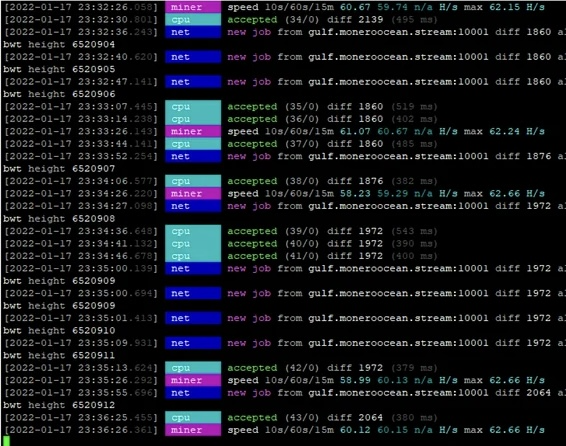 [2022-01-17 23:32:26.058] miner speed 10s/60s/15m 60.67 59.74 n/a H/s max 62.15 H/s
[2022-01-17 23:32:30.801] cpu accepted (34/0) diff 2139 (495 ms)
[2022-01-17 23:32:36.243] net new job from gulf.moneroocean.stream:10001 diff 1860 al
bwt height 6520904
[2022-01-17 23:32:40.620] net new job from gulf.moneroocean.stream:10001 diff 1860 al
bwt height 6520905
[2022-01-17 23:32:47.141] net new job from gulf.moneroocean.stream:10001 diff 1860 al
bwt height 6520906
[2022-01-17 23:33:07.445] cpu accepted (35/0) diff 1860 (519 ms)
[2022-01-17 23:33:14.238] cpu accepted (36/0) diff 1860 (402 ms)
[2022-01-17 23:33:26.143] miner speed 10s/60s/15m 61.07 60.67 n/a H/s max 62.24 H/s
[2022-01-17 23:33:44.141] cpu accepted (37/0) diff 1860 (485 ms)
[2022-01-17 23:33:52.254] net new job from gulf.moneroocean.stream:10001 diff 1876 al
bwt height 6520907
[2022-01-17 23:34:06.577] cpu accepted (38/0) diff 1876 (382 ms)
[2022-01-17 23:34:26.220] miner speed 10s/60s/15m 58.23 59.29 n/a H/s max 62.66 H/s
[2022-01-17 23:34:27.098] net new job from gulf.moneroocean.stream:10001 diff 1972 al
bwt height 6520908
[2022-01-17 23:34:36.648] cpu accepted (39/0) diff 1972 (543 ms)
[2022-01-17 23:34:41.132] cpu accepted (40/0) diff 1972 (390 ms)
[2022-01-17 23:34:46.678] cpu accepted (41/0) diff 1972 (400 ms)
[2022-01-17 23:35:00.139] net new job from gulf.moneroocean.stream:10001 diff 1972 al
bwt height 6520909
[2022-01-17 23:35:00.694] net new job from gulf.moneroocean.stream:10001 diff 1972 al
bwt height 6520909
[2022-01-17 23:35:01.413] net new job from gulf.moneroocean.stream:10001 diff 1972 al
bwt height 6520910
[2022-01-17 23:35:09.931] net new job from gulf.moneroocean.stream:10001 diff 1972 al
bwt height 6520911
[2022-01-17 23:35:13.624] cpu accepted (42/0) diff 1972 (379 ms)
[2022-01-17 23:35:26.292] miner speed 10s/60s/15m 58.99 60.13 n/a H/s max 62.66 H/s
[2022-01-17 23:35:55.696] net new job from gulf.moneroocean.stream:10001 diff 2064 al
bwt height 6520912
[2022-01-17 23:36:25.455] cpu accepted (43/0) diff 2064 (380 ms)
[2022-01-17 23:36:26.361] miner speed 10s/60s/15m 60.12 60.15 n/a H/s max 62.66 H/s